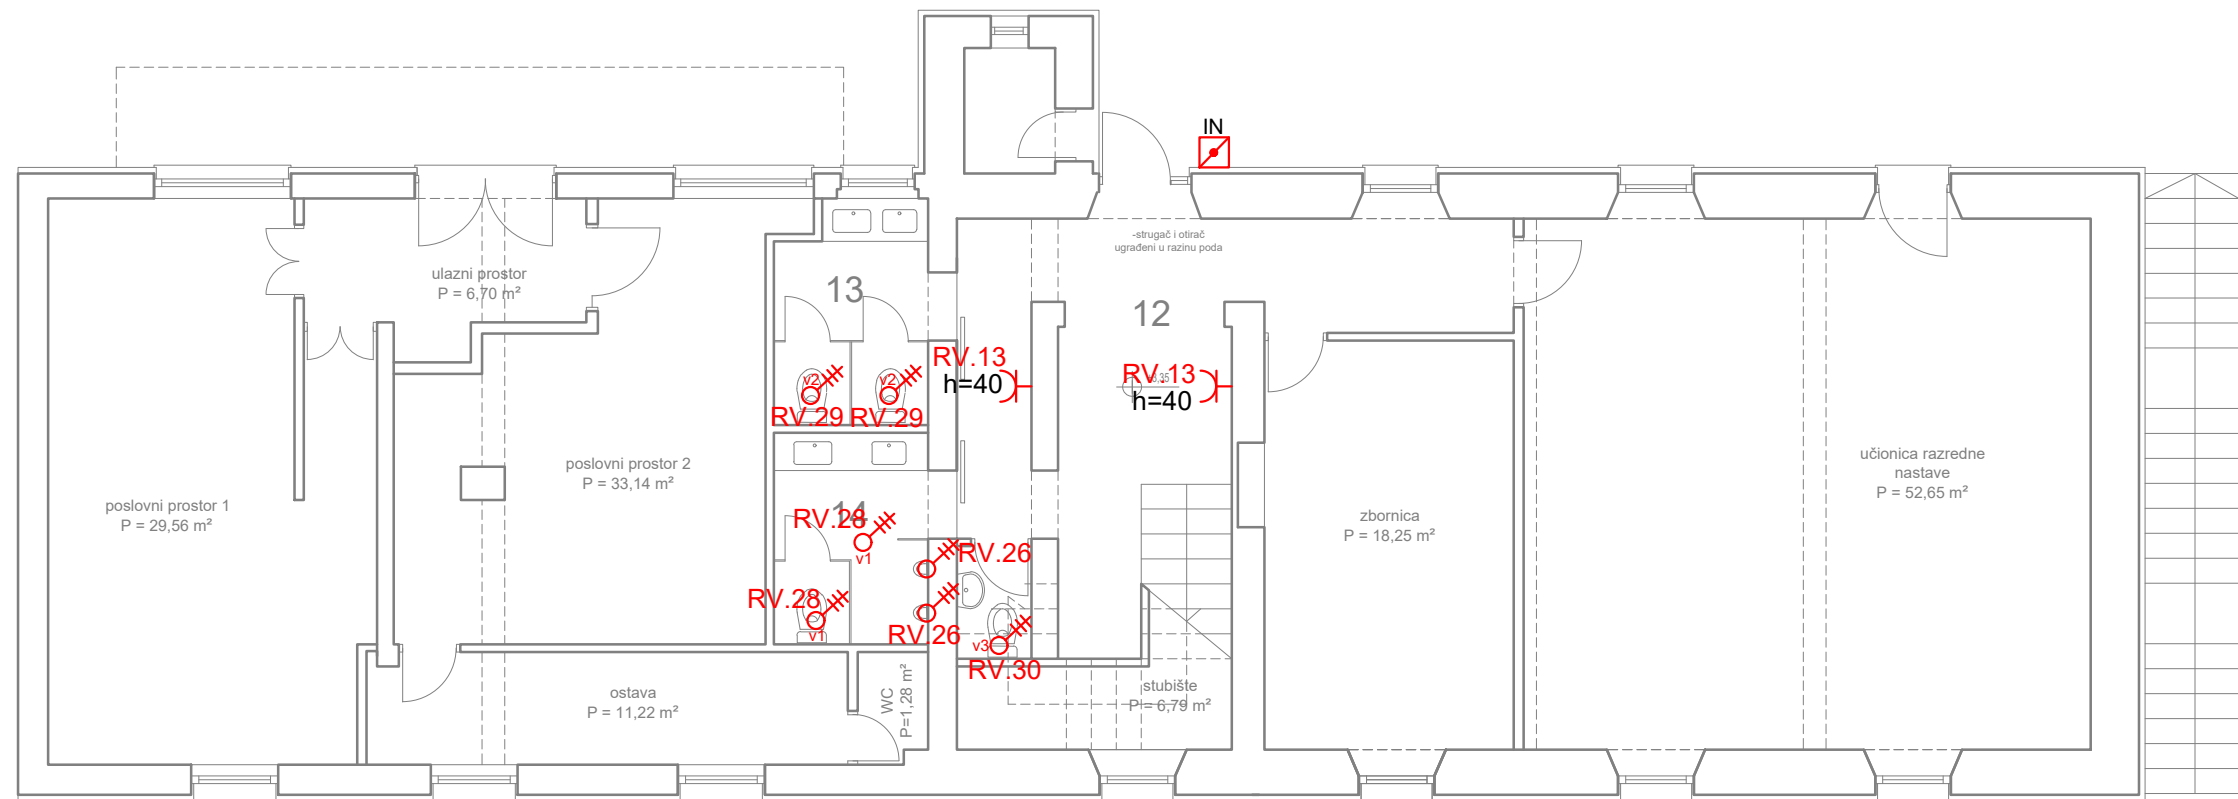 IN
-strugač i otirač
ugrađeni u razinu poda
ulazni prostor
P = 6,70 m²
13
12
RV.13
h=40
RV.13
h=40
v2
v2
RV.29
RV.29
poslovni prostor 2
P = 33,14 m²
učionica razredne
nastave
P = 52,65 m²
poslovni prostor 1
P = 29,56 m²
zbornica
P = 18,25 m²
14
RV.28
v1
RV.26
RV.28
v1
RV.26
v3
RV.30
ostava
P = 11,22 m²
WC
P=1,28 m²
stubište
P = 6,79 m²